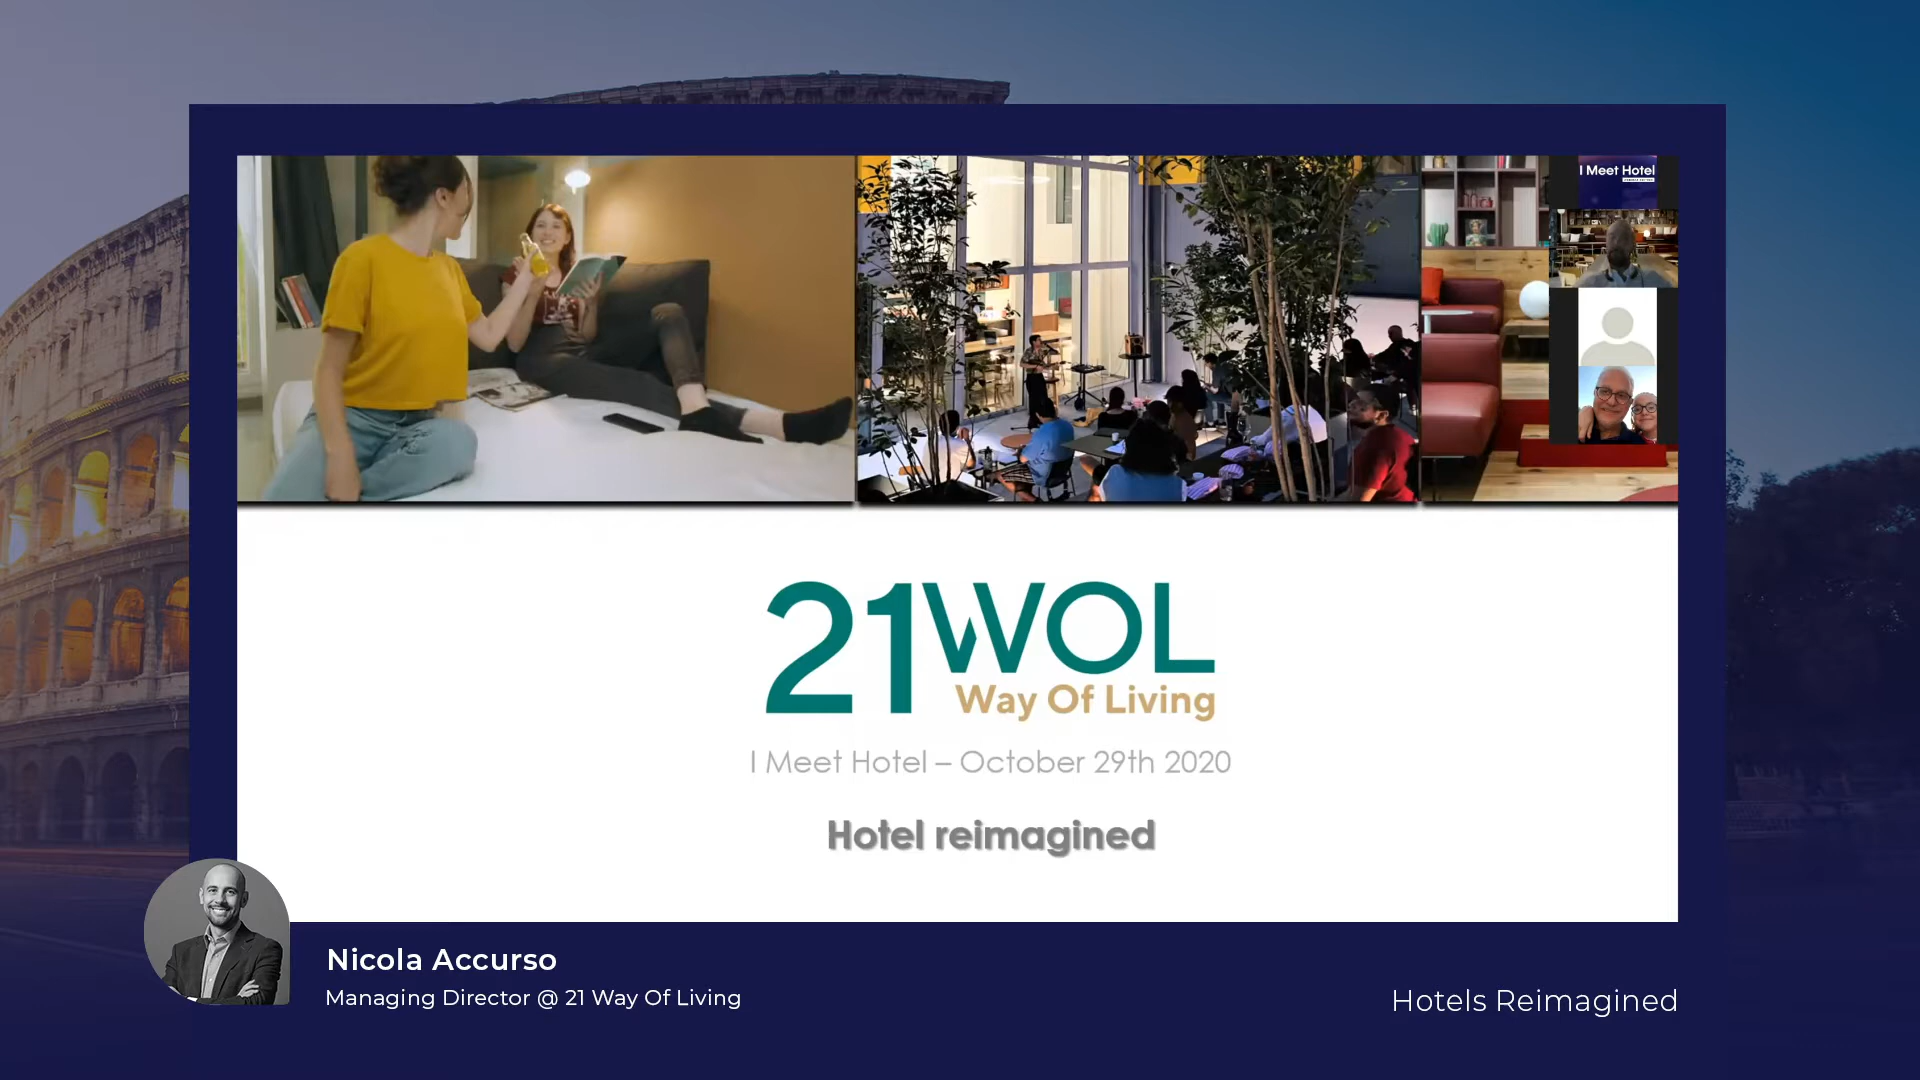 I Meet Hotel
21WOL
Way Of Living
I Meet Hotel – October 29th 2020
Hotel reimagined
Nicola Accurso
Managing Director @ 21 Way Of Living
Hotels Reimagined